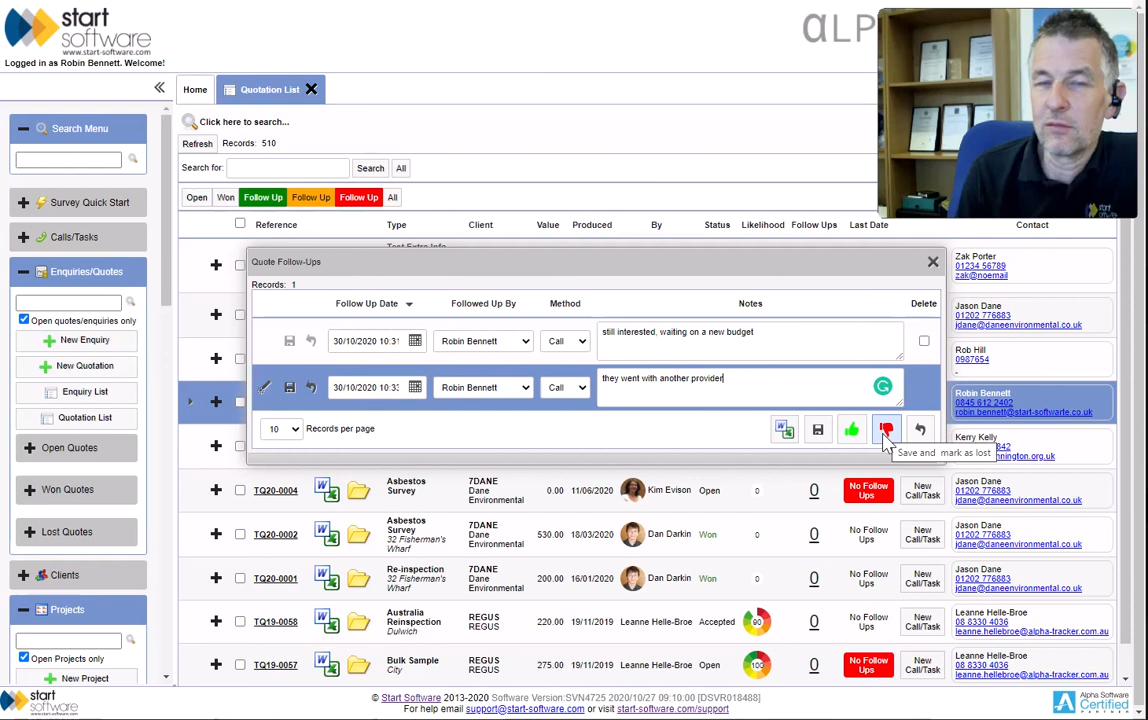 start
software
www.start-software.com
Logged in as Robin Bennett. Welcome!
αLP
Home
Quotation List
Search Menu
Click here to search...
Refresh
Records: 510
Search for:
Search
All
Open
Won
Follow Up
Follow Up
Follow Up
All
Survey Quick Start
Calls/Tasks
Enquiries/Quotes
Open quotes/enquiries only
New Enquiry
New Quotation
Enquiry List
Quotation List
Open Quotes
Won Quotes
Lost Quotes
Clients
Projects
Open Projects only
New Project
Reference Type Client Value Produced By Status Likelihood Follow Ups Last Date Contact
Test Extra Info
Zak Porter
01234 56789
zak@noemail
Jason Dane
01202 776883
jdane@daneenvironmental.co.uk
Rob Hill
0987654
-
Robin Bennett
0845 612 2402
robin.bennett@start-softwarte.co.uk
Kerry Kelly
842
nnington.org.uk
Quote Follow-Ups
Records: 1
Follow Up Date Followed Up By Method Notes Delete
30/10/2020 10:31 Robin Bennett Call still interested, waiting on a new budget
30/10/2020 10:33 Robin Bennett Call they went with another provider
10 Records per page
Save and mark as lost
TQ20-0004 Asbestos Survey 7DANE Dane Environmental 0.00 11/06/2020 Kim Evison Open 0 0 No Follow Ups New Call/Task Jason Dane
01202 776883
jdane@daneenvironmental.co.uk
TQ20-0002 Asbestos Survey 32 Fisherman's Wharf 7DANE Dane Environmental 530.00 18/03/2020 Dan Darkin Won 0 0 No Follow Ups New Call/Task Jason Dane
01202 776883
jdane@daneenvironmental.co.uk
TQ20-0001 Re-inspection 32 Fisherman's Wharf 7DANE Dane Environmental 200.00 16/01/2020 Dan Darkin Won 0 0 No Follow Ups New Call/Task Jason Dane
01202 776883
jdane@daneenvironmental.co.uk
TQ19-0058 Australia Reinspection Dulwich REGUS REGUS 220.00 19/11/2019 Leanne Helle-Broe Accepted 90 0 No Follow Ups New Call/Task Leanne Helle-Broe
08 8330 4036
leanne.hellebroe@alpha-tracker.com.au
TQ19-0057 Bulk Sample City REGUS REGUS 275.00 19/11/2019 Leanne Helle-Broe Open 100 0 No Follow Ups New Call/Task Leanne Helle-Broe
08 8330 4036
leanne.hellebroe@alpha-tracker.com.au
start
software
© Start Software 2013-2020 Software Version:SVN4725 2020/10/27 09:10:00 [DSVR018488]
For help email support@start-software.com or visit start-software.com/support
Alpha Software
Certified
PARTNER